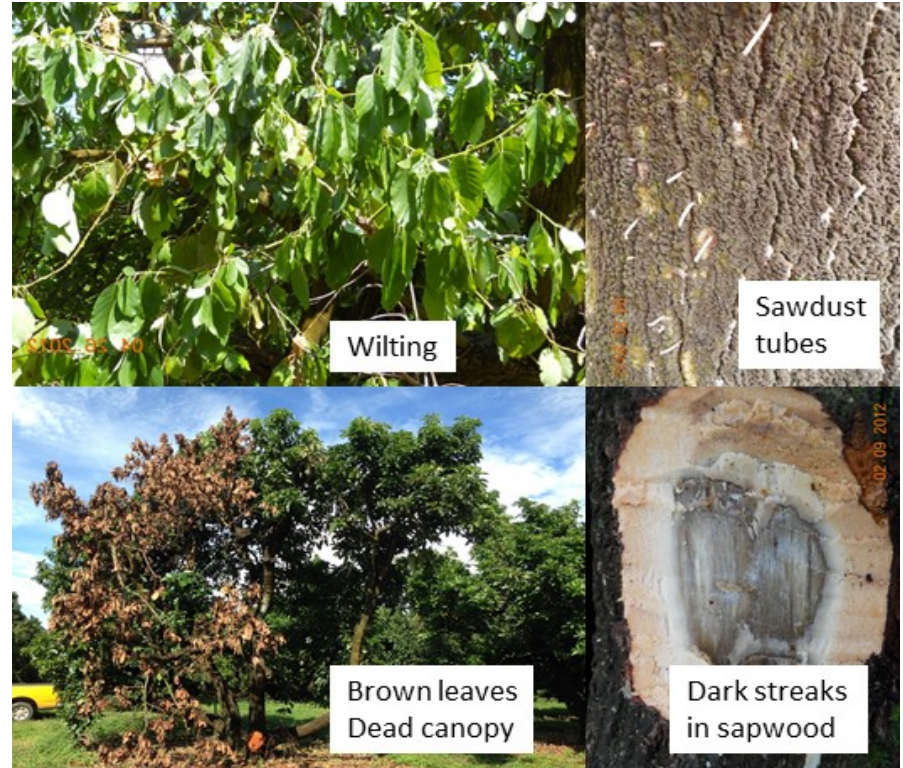 Wilting
Sawdust
tubes
Brown leaves
Dead canopy
Dark streaks
in sapwood
02 09 2012